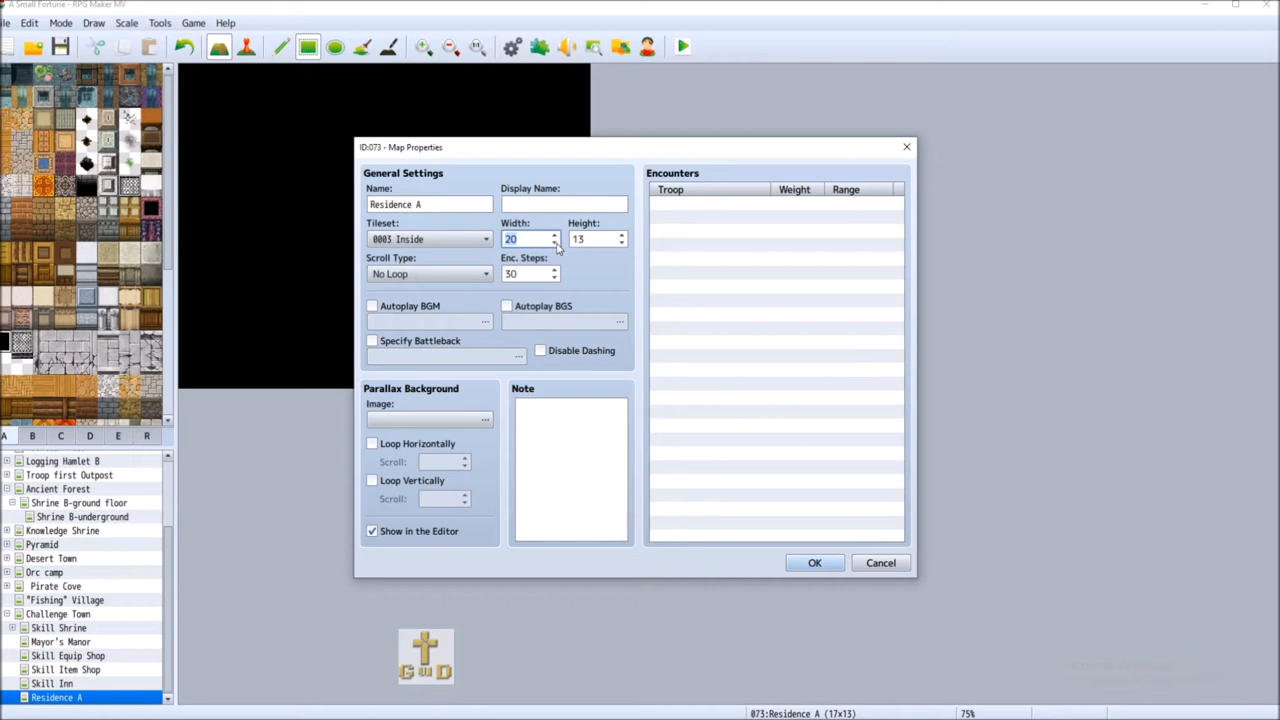 A Small Fortune - RPG Maker MV
ile Edit Mode Draw Scale Tools Game Help
ID:073 - Map Properties
General Settings
Encounters
Name: Display Name:
Troop Weight Range
Residence A
Tileset: Width: Height:
0003 Inside 20 13
Scroll Type: Enc. Steps:
No Loop 30
Autoplay BGM Autoplay BGS
... ...
Specify Battleback
... Disable Dashing
Parallax Background Note
Image:
...
Loop Horizontally
Scroll:
Loop Vertically
Scroll:
Show in the Editor
OK Cancel
A B C D E R
Logging Hamlet B
Troop first Outpost
Ancient Forest
Shrine B-ground floor
Shrine B-underground
Knowledge Shrine
Pyramid
Desert Town
Orc camp
Pirate Cove
"Fishing" Village
Challenge Town
Skill Shrine
Mayor's Manor
Skill Equip Shop
Skill Item Shop
Skill Inn
Residence A
GWD
073:Residence A (17x13) 75%